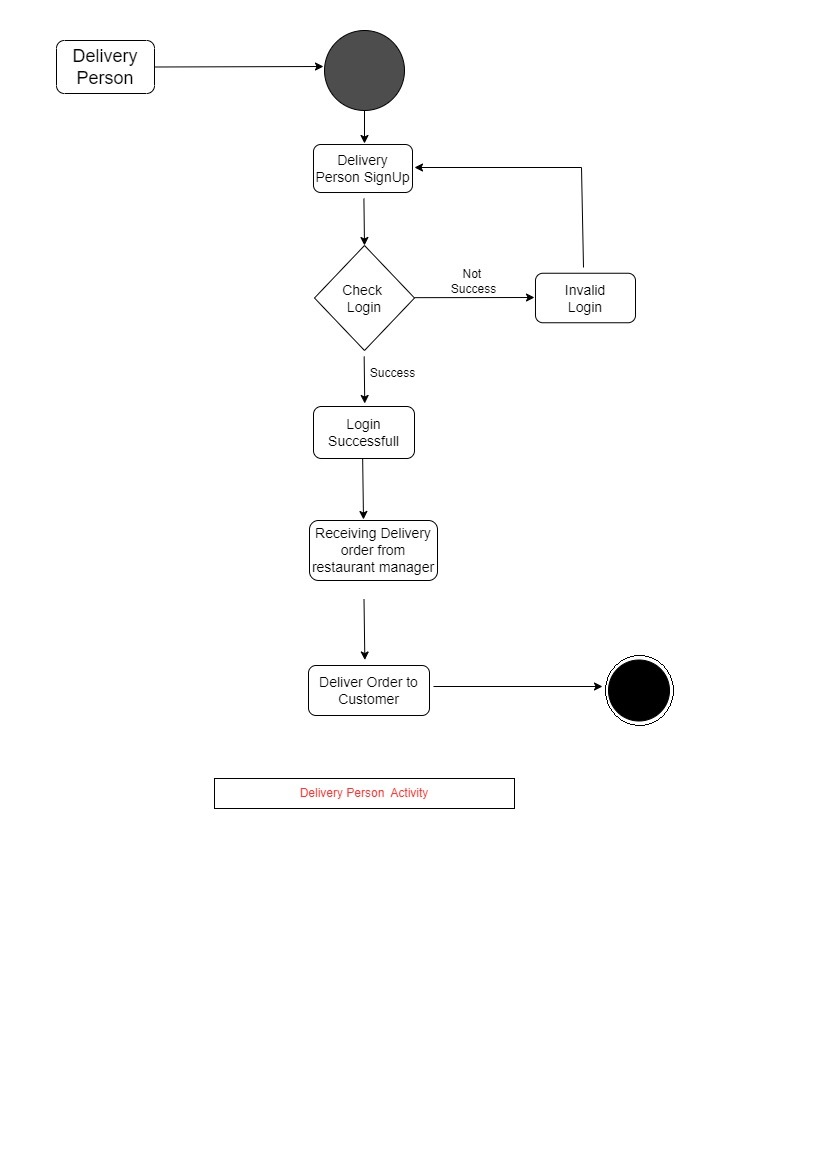 Delivery
Person
Delivery
Person SignUp
Check
Login
Not
Success
Invalid
Login
Success
Login
Successfull
Receiving Delivery
order from
restaurant manager
Deliver Order to
Customer
Delivery Person  Activity